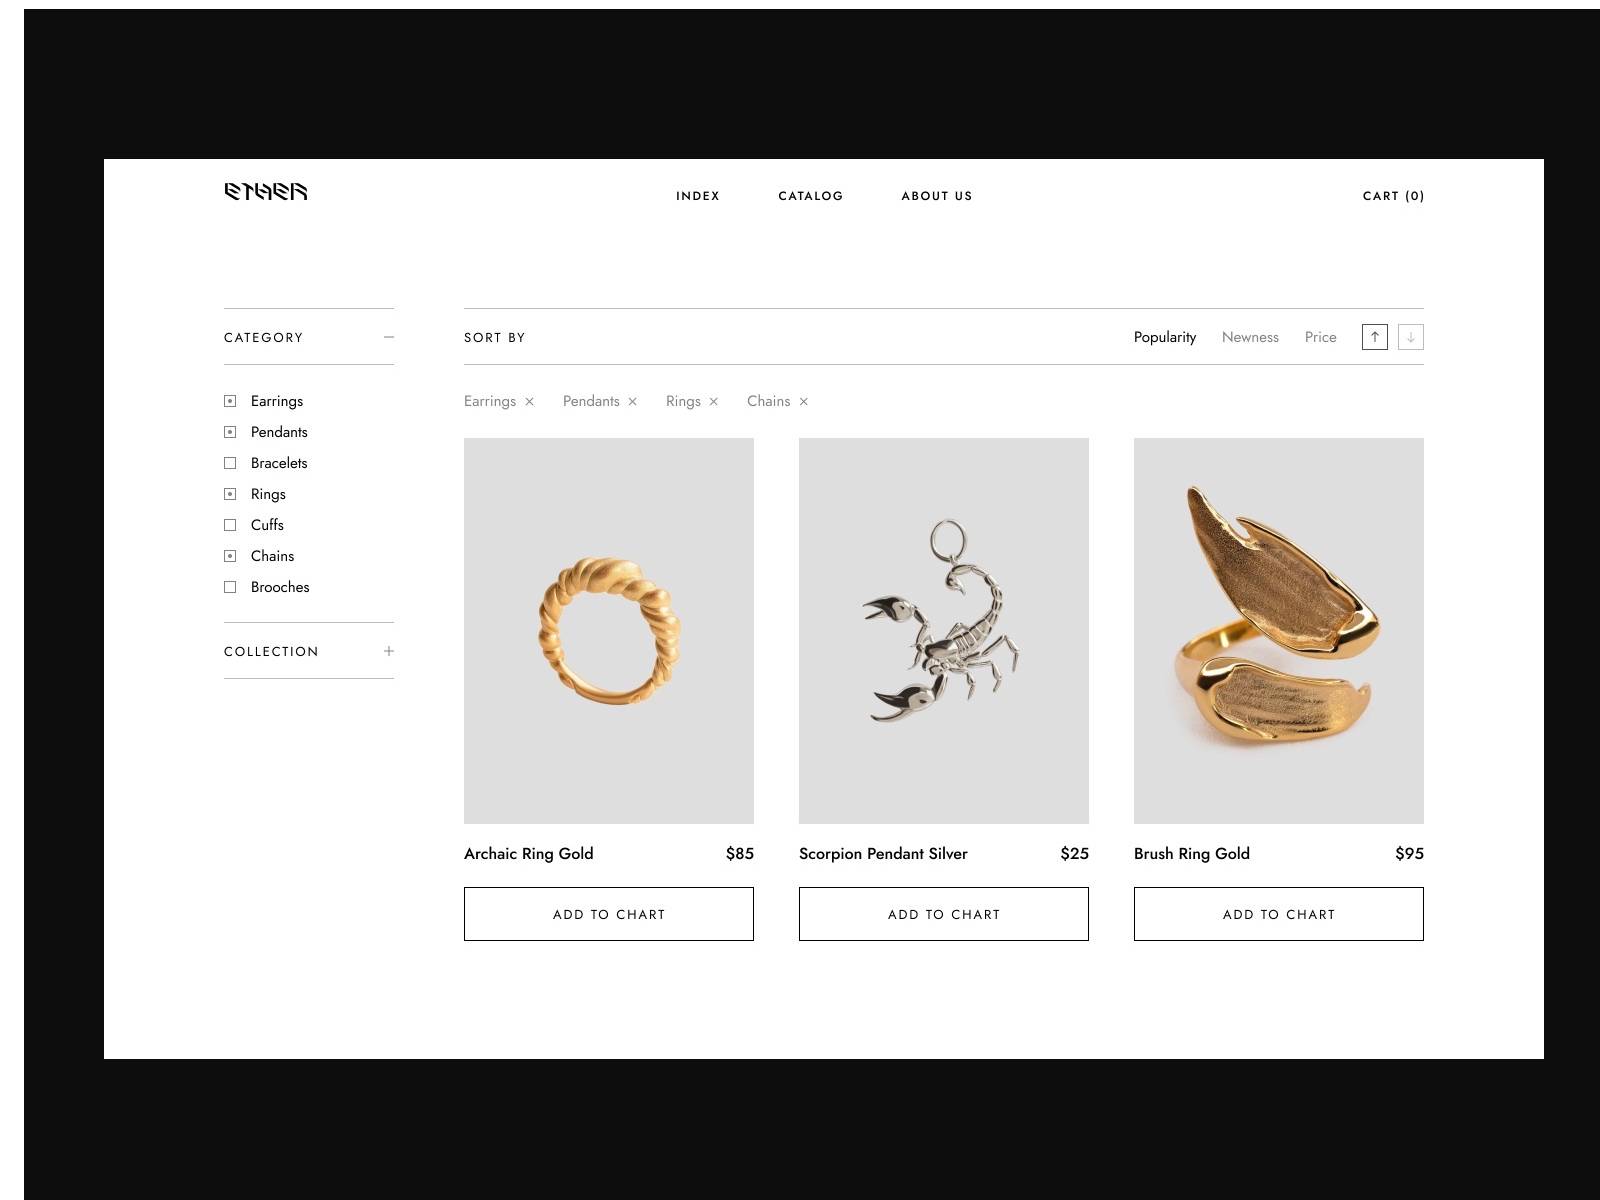 ETHER
INDEX CATALOG ABOUT US CART (0)
CATEGORY
Earrings
Pendants
Bracelets
Rings
Cuffs
Chains
Brooches
COLLECTION
SORT BY Popularity Newness Price
Earrings Pendants Rings Chains
Archaic Ring Gold $85
ADD TO CHART
Scorpion Pendant Silver $25
ADD TO CHART
Brush Ring Gold $95
ADD TO CHART